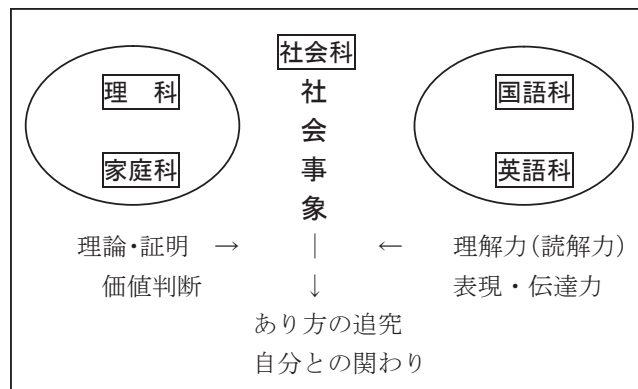 社会科
理　科
国語科
社会事象
家庭科
英語科
理論・証明 → | ← 理解力(読解力)
価値判断 ↓ 表現・伝達力
あり方の追究
自分との関わり